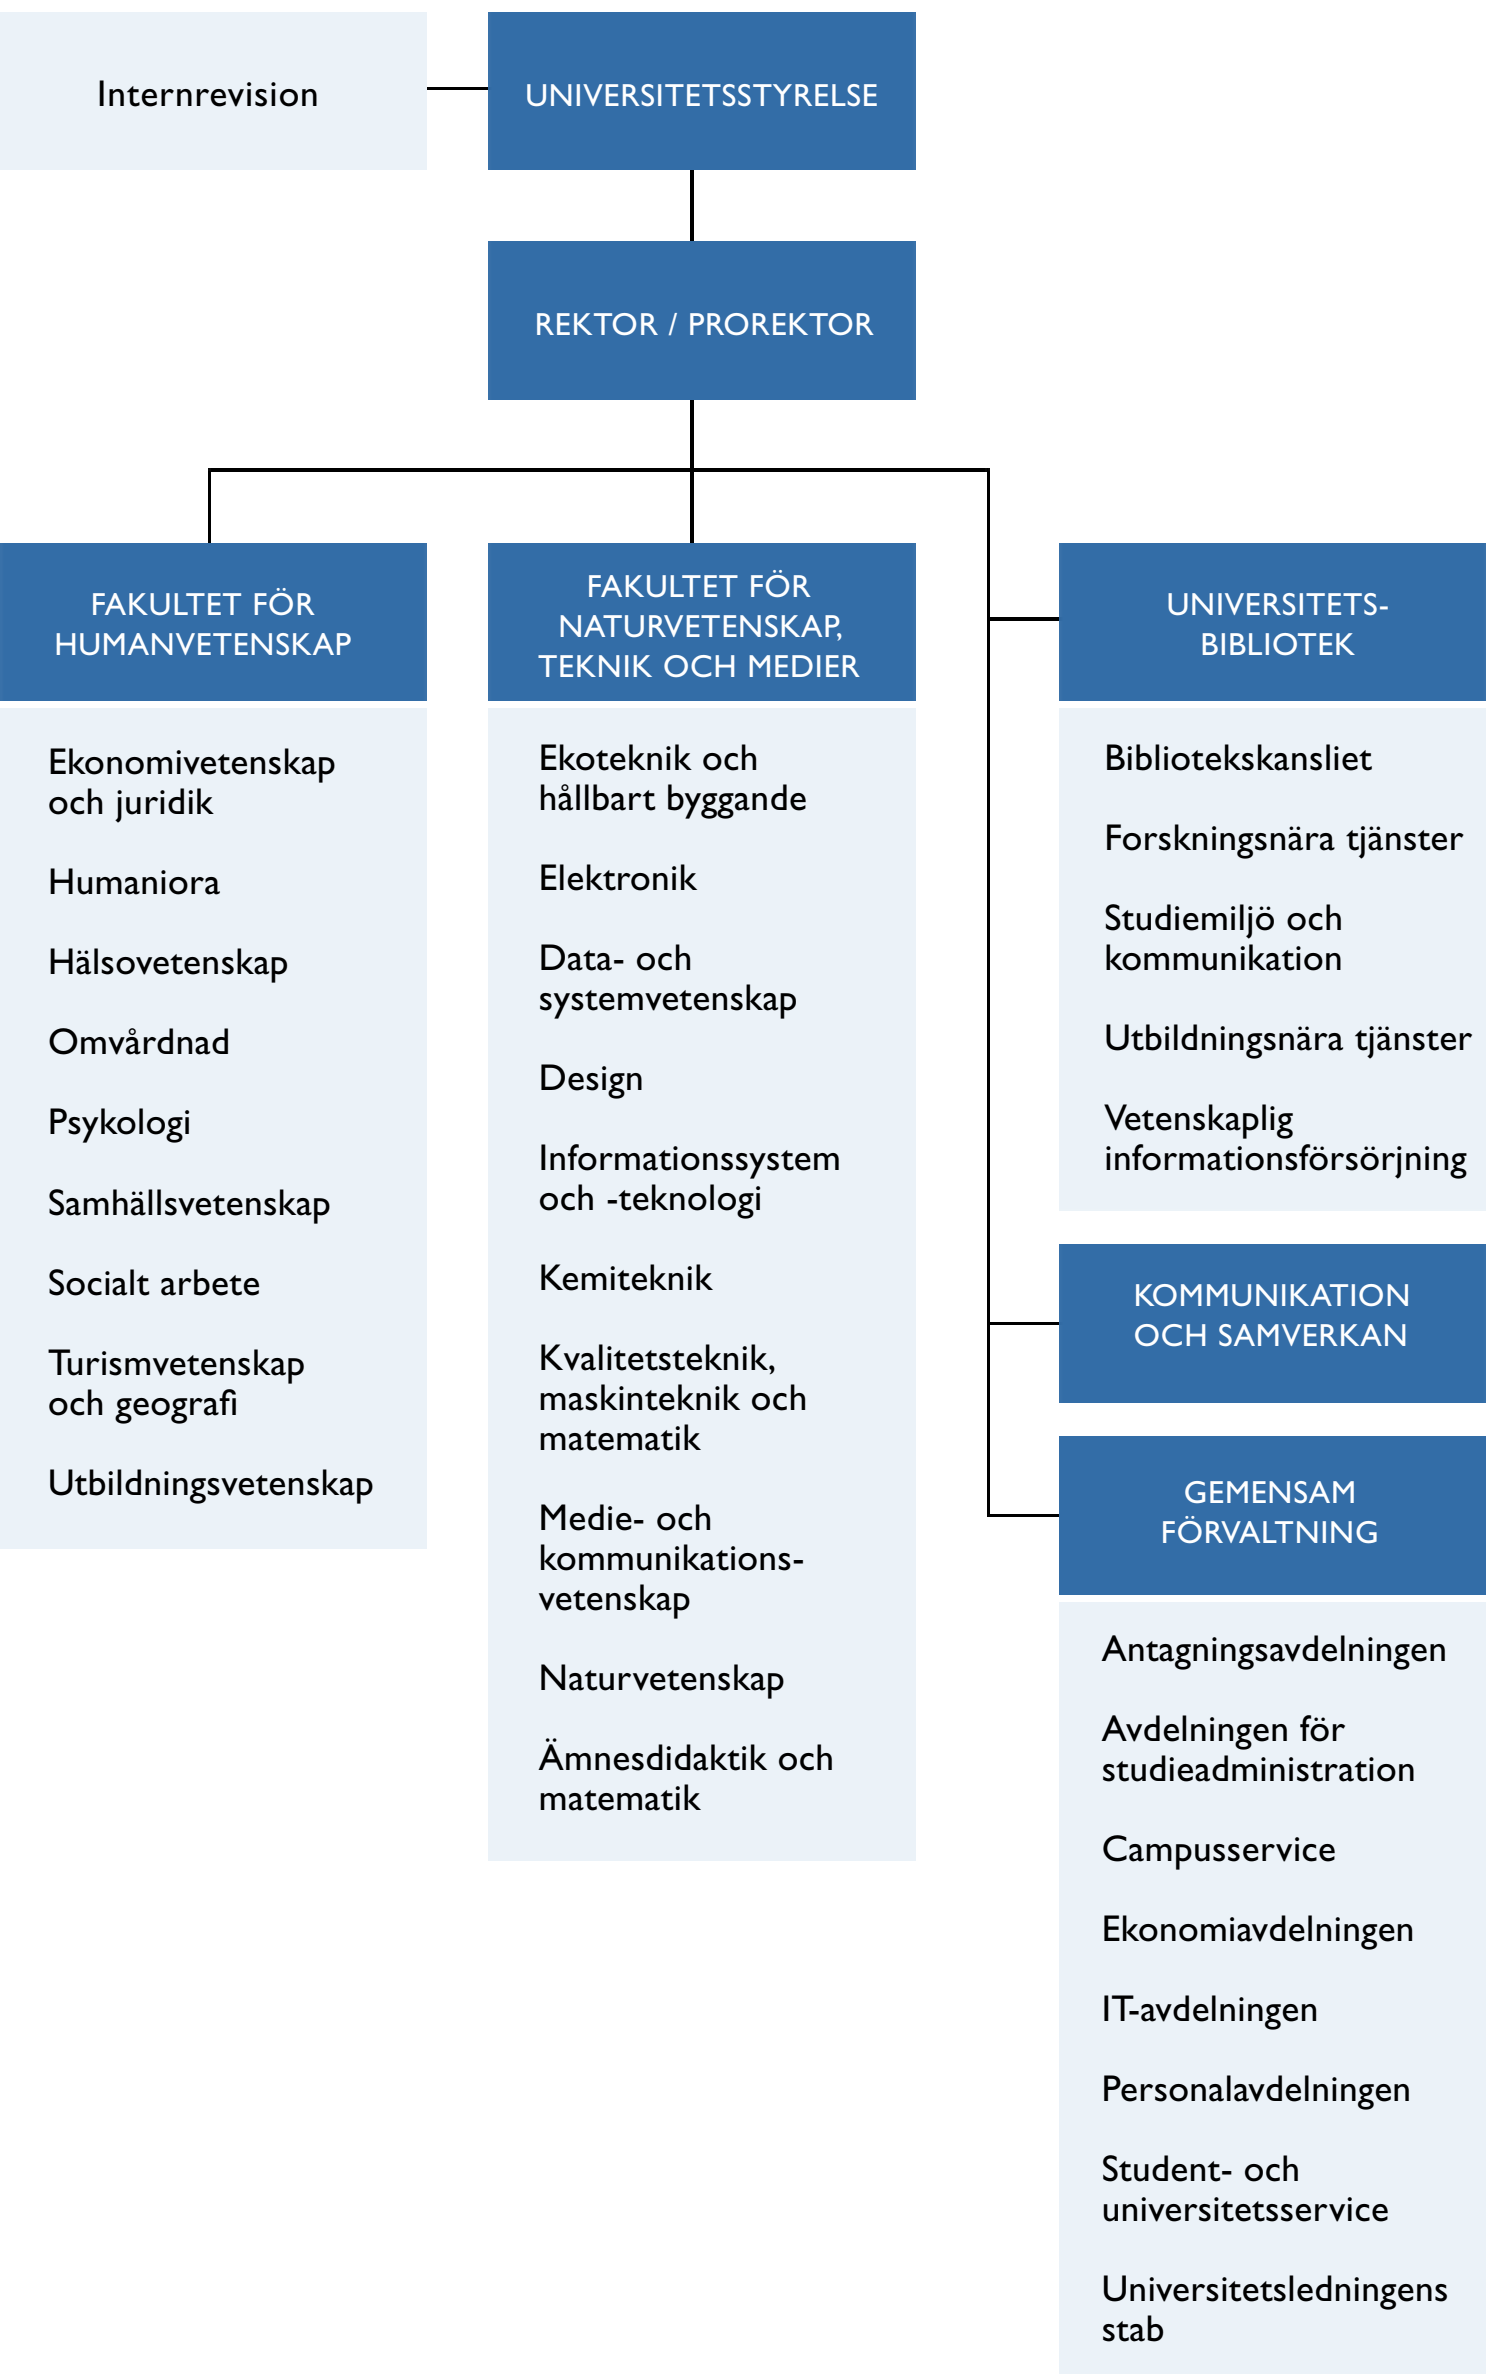 Internrevision
UNIVERSITETSSTYRELSE
REKTOR / PROREKTOR
FAKULTET FÖR
HUMANVETENSKAP
Ekonomivetenskap
och juridik
Humaniora
Hälsovetenskap
Omvårdnad
Psykologi
Samhällsvetenskap
Socialt arbete
Turismvetenskap
och geografi
Utbildningsvetenskap
FAKULTET FÖR
NATURVETENSKAP,
TEKNIK OCH MEDIER
Ekoteknik och
hållbart byggande
Elektronik
Data- och
systemvetenskap
Design
Informationssystem
och -teknologi
Kemiteknik
Kvalitetsteknik,
maskinteknik och
matematik
Medie- och
kommunikations-
vetenskap
Naturvetenskap
Ämnesdidaktik och
matematik
UNIVERSITETS-
BIBLIOTEK
Bibliotekskansliet
Forskningsnära tjänster
Studiemiljö och
kommunikation
Utbildningsnära tjänster
Vetenskaplig
informationsförsörjning
KOMMUNIKATION
OCH SAMVERKAN
GEMENSAM
FÖRVALTNING
Antagningsavdelningen
Avdelningen för
studieadministration
Campusservice
Ekonomiavdelningen
IT-avdelningen
Personalavdelningen
Student- och
universitetsservice
Universitetsledningens
stab